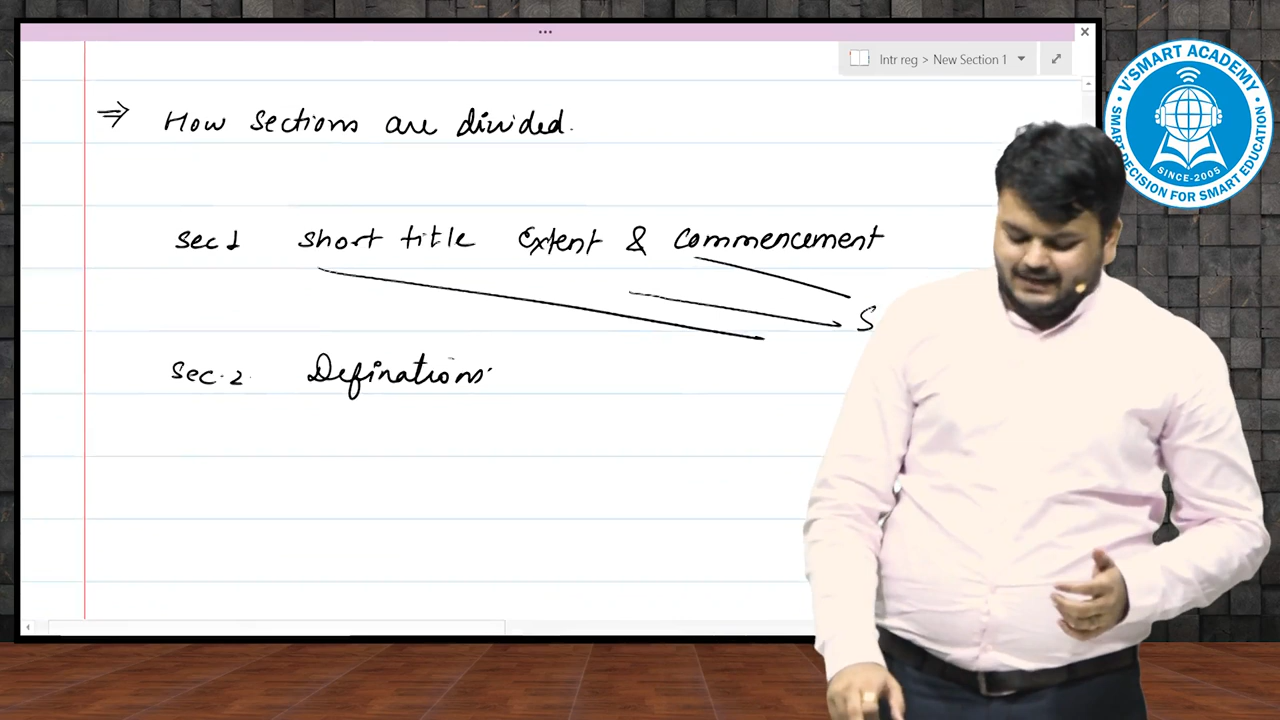 ...
Intr reg > New Section 1
⇒ How sections are divided.
Sec 1 short title Extent & Commencement
S
Sec. 2. Definations
V'SMART ACADEMY
SINCE-2005
SMART DECISION FOR SMART EDUCATION